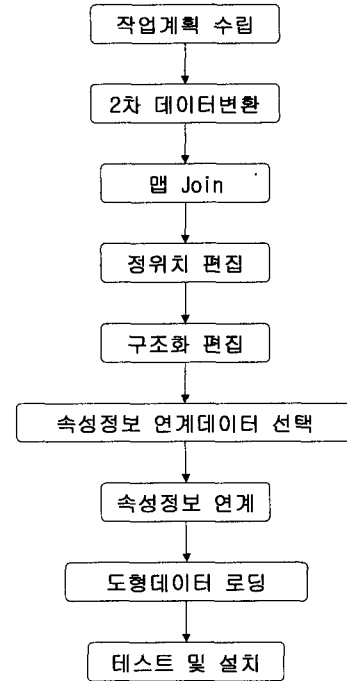 작업계획 수립
2차 데이터변환
맵 Join
정위치 편집
구조화 편집
속성정보 연계데이터 선택
속성정보 연계
도형데이터 로딩
테스트 및 설치